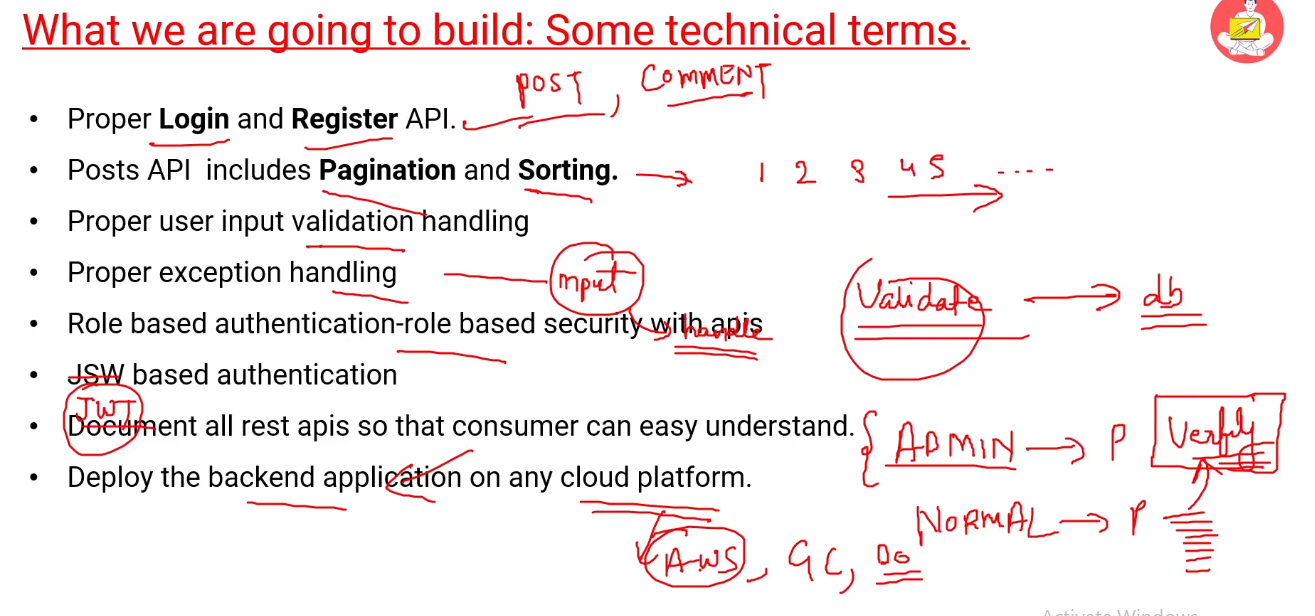 What we are going to build: Some technical terms.
POST, COMMENT
• Proper Login and Register API.
• Posts API includes Pagination and Sorting. → 1 2 3 4 5 ....
• Proper user input validation handling
• Proper exception handling
input
Validate → db
• Role based authentication-role based security with apis
handle
• JSW based authentication
JWT
• Document all rest apis so that consumer can easy understand.
{ ADMIN → P Verify
• Deploy the backend application on any cloud platform.
NORMAL → P
AWS, GC, DO
Activate Windows